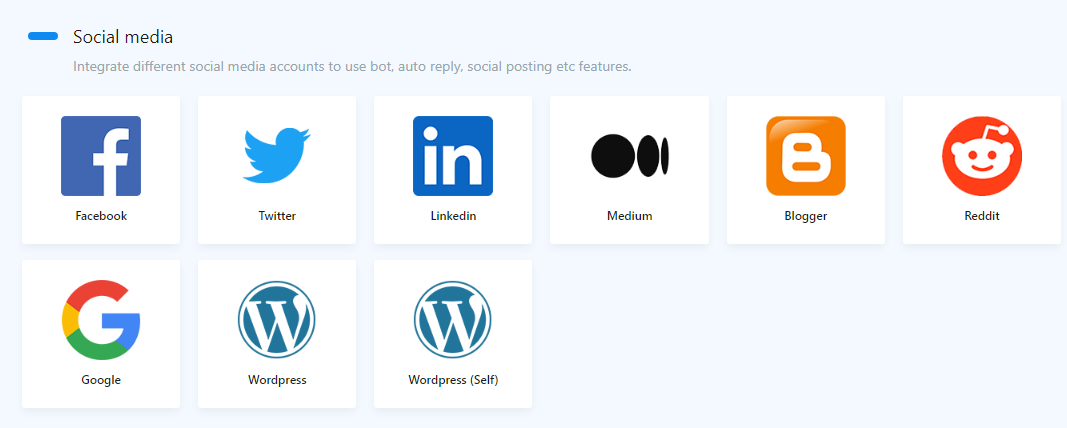 Social media
Integrate different social media accounts to use bot, auto reply, social posting etc features.
Facebook
Twitter
Linkedin
Medium
Blogger
Reddit
Google
Wordpress
Wordpress (Self)